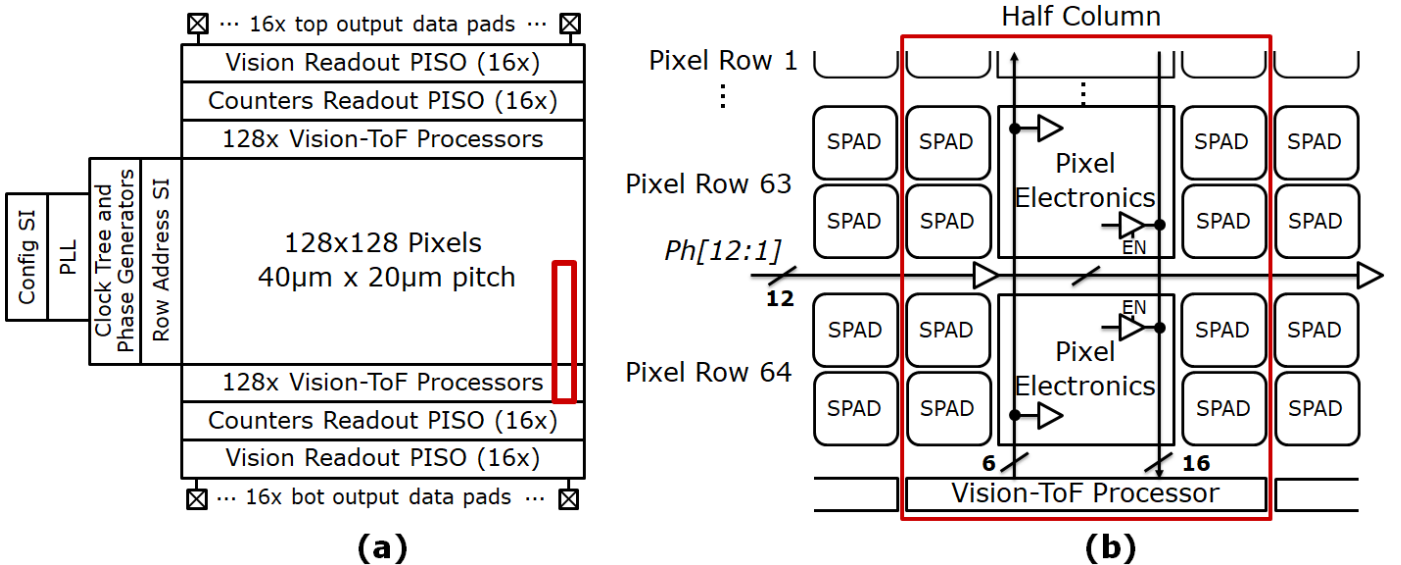 ··· 16x top output data pads ···
Vision Readout PISO (16x)
Counters Readout PISO (16x)
128x Vision-ToF Processors
Config SI
PLL
Clock Tree and
Phase Generators
Row Address SI
128x128 Pixels
40µm x 20µm pitch
128x Vision-ToF Processors
Counters Readout PISO (16x)
Vision Readout PISO (16x)
··· 16x bot output data pads ···
(a)
Half Column
Pixel Row 1
⋮
⋮
SPAD
SPAD
Pixel
Electronics
SPAD
SPAD
Pixel Row 63
SPAD
SPAD
EN
SPAD
SPAD
Ph[12:1]
12
SPAD
SPAD
EN
Pixel
Electronics
SPAD
SPAD
Pixel Row 64
SPAD
SPAD
SPAD
SPAD
6
16
Vision-ToF Processor
(b)